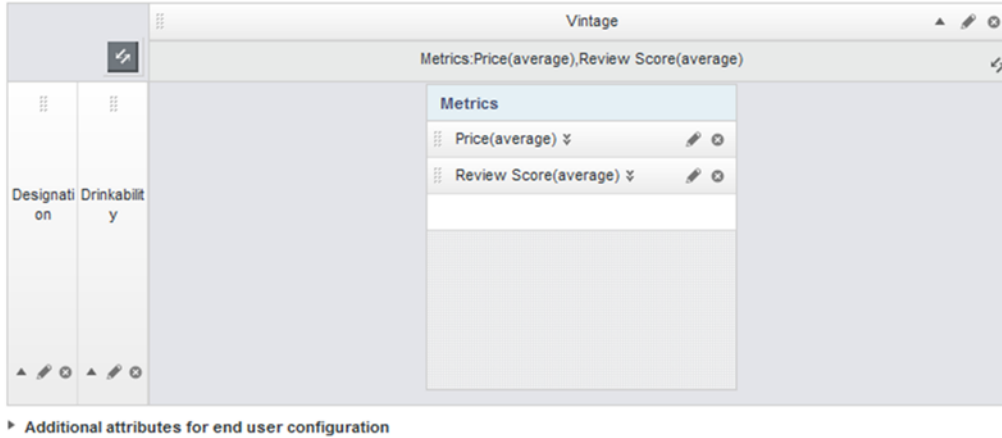 Vintage
Metrics:Price(average),Review Score(average)
Metrics
Price(average)
Review Score(average)
Designati
on
Drinkabilit
y
Additional attributes for end user configuration